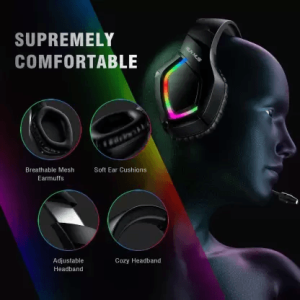 SUPREMELY
COMFORTABLE
Breathable Mesh
Earmuffs
Soft Ear Cushions
Adjustable
Headband
Cozy Headband